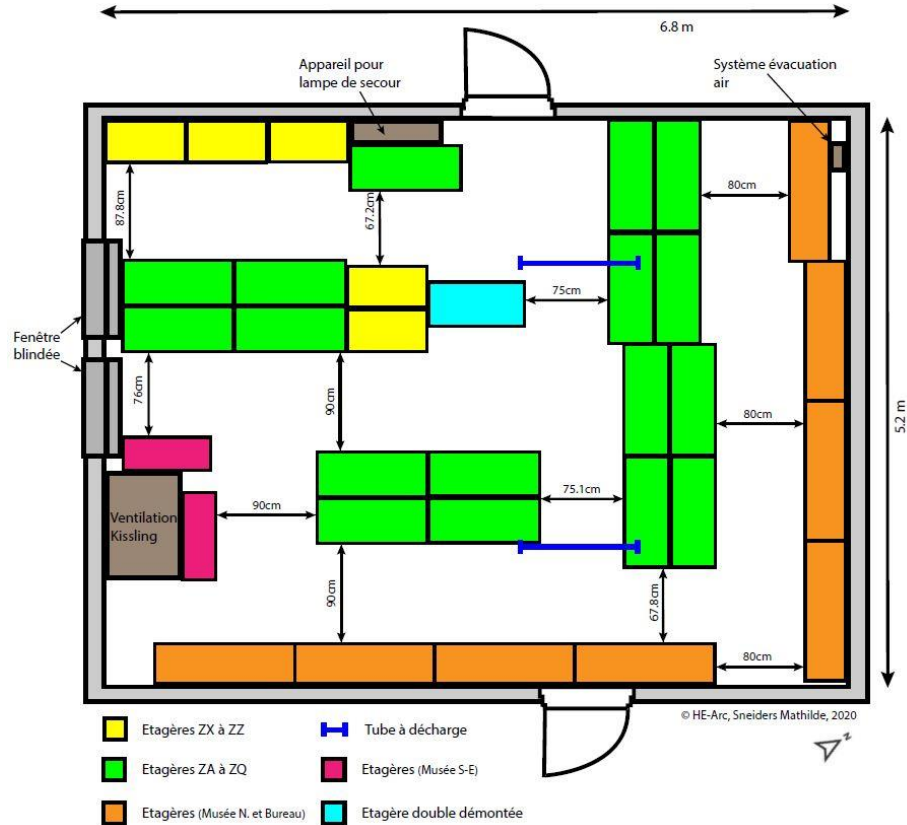 6.8 m
Appareil pour
lampe de secour
Système évacuation
air
87.8cm
67.2cm
80cm
75cm
Fenêtre
blindée
76cm
90cm
80cm
5.2 m
Ventilation
Kissling
90cm
75.1cm
90cm
67.8cm
80cm
© HE-Arc, Sneiders Mathilde, 2020
Etagères ZX à ZZ
Tube à décharge
Z
Etagères ZA à ZQ
Etagères (Musée S-E)
Etagères (Musée N. et Bureau)
Etagère double démontée